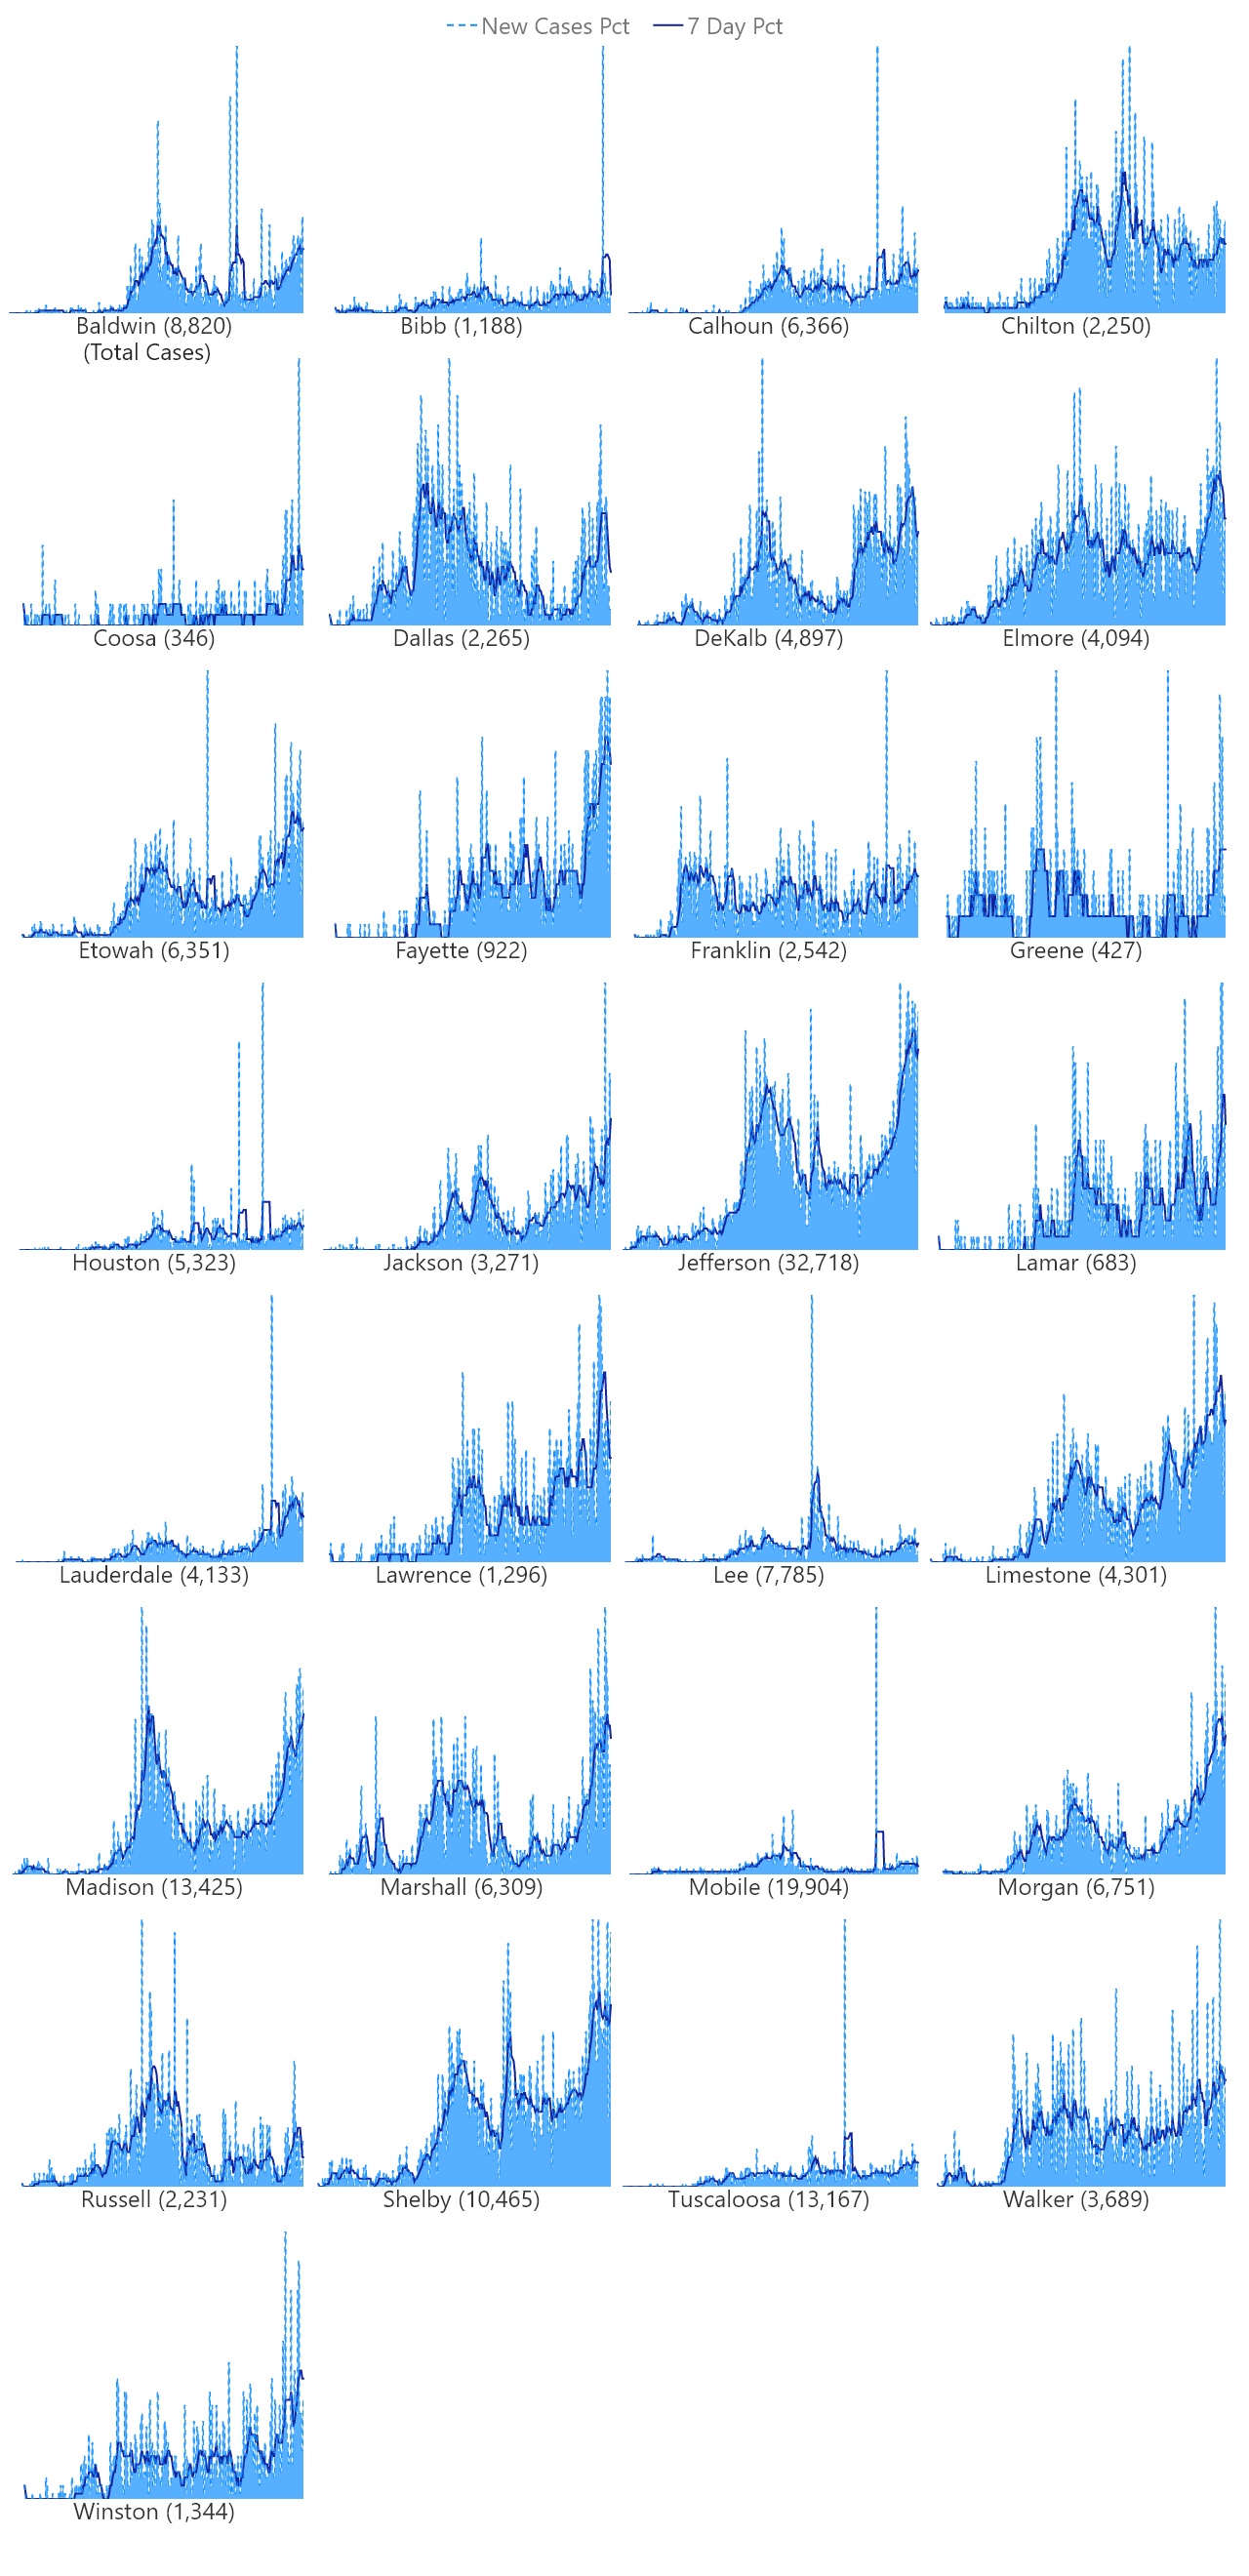 New Cases Pct 7 Day Pct
Baldwin (8,820) Bibb (1,188) Calhoun (6,366) Chilton (2,250)
(Total Cases)
Coosa (346) Dallas (2,265) DeKalb (4,897) Elmore (4,094)
Etowah (6,351) Fayette (922) Franklin (2,542) Greene (427)
Houston (5,323) Jackson (3,271) Jefferson (32,718) Lamar (683)
Lauderdale (4,133) Lawrence (1,296) Lee (7,785) Limestone (4,301)
Madison (13,425) Marshall (6,309) Mobile (19,904) Morgan (6,751)
Russell (2,231) Shelby (10,465) Tuscaloosa (13,167) Walker (3,689)
Winston (1,344)